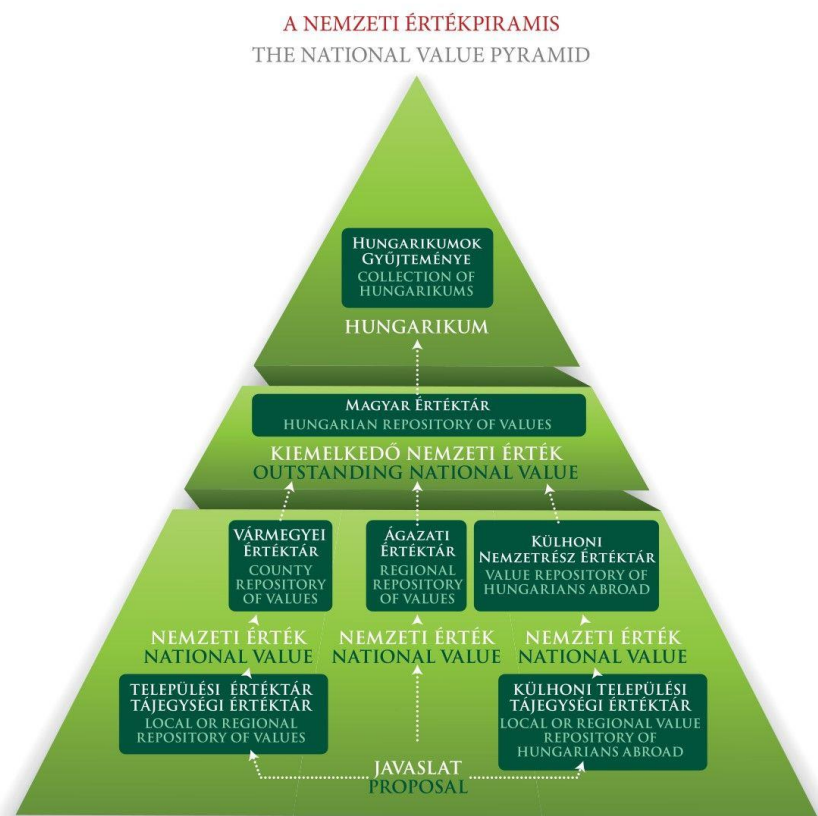 A NEMZETI ÉRTÉKPIRAMIS
THE NATIONAL VALUE PYRAMID
HUNGARIKUMOK
GYŰJTEMÉNYE
COLLECTION OF
HUNGARIKUMS
HUNGARIKUM
MAGYAR ÉRTÉKTÁR
HUNGARIAN REPOSITORY OF VALUES
KIEMELKEDŐ NEMZETI ÉRTÉK
OUTSTANDING NATIONAL VALUE
VÁRMEGYEI
ÉRTÉKTÁR
COUNTY
REPOSITORY
OF VALUES
ÁGAZATI
ÉRTÉKTÁR
REGIONAL
REPOSITORY
OF VALUES
KÜLHONI
NEMZETRÉSZ ÉRTÉKTÁR
VALUE REPOSITORY OF
HUNGARIANS ABROAD
NEMZETI ÉRTÉK
NATIONAL VALUE
NEMZETI ÉRTÉK
NATIONAL VALUE
NEMZETI ÉRTÉK
NATIONAL VALUE
TELEPÜLÉSI ÉRTÉKTÁR
TÁJEGYSÉGI ÉRTÉKTÁR
LOCAL OR REGIONAL
REPOSITORY OF VALUES
KÜLHONI TELEPÜLÉSI
TÁJEGYSÉGI ÉRTÉKTÁR
LOCAL OR REGIONAL VALUE
REPOSITORY OF
HUNGARIANS ABROAD
JAVASLAT
PROPOSAL